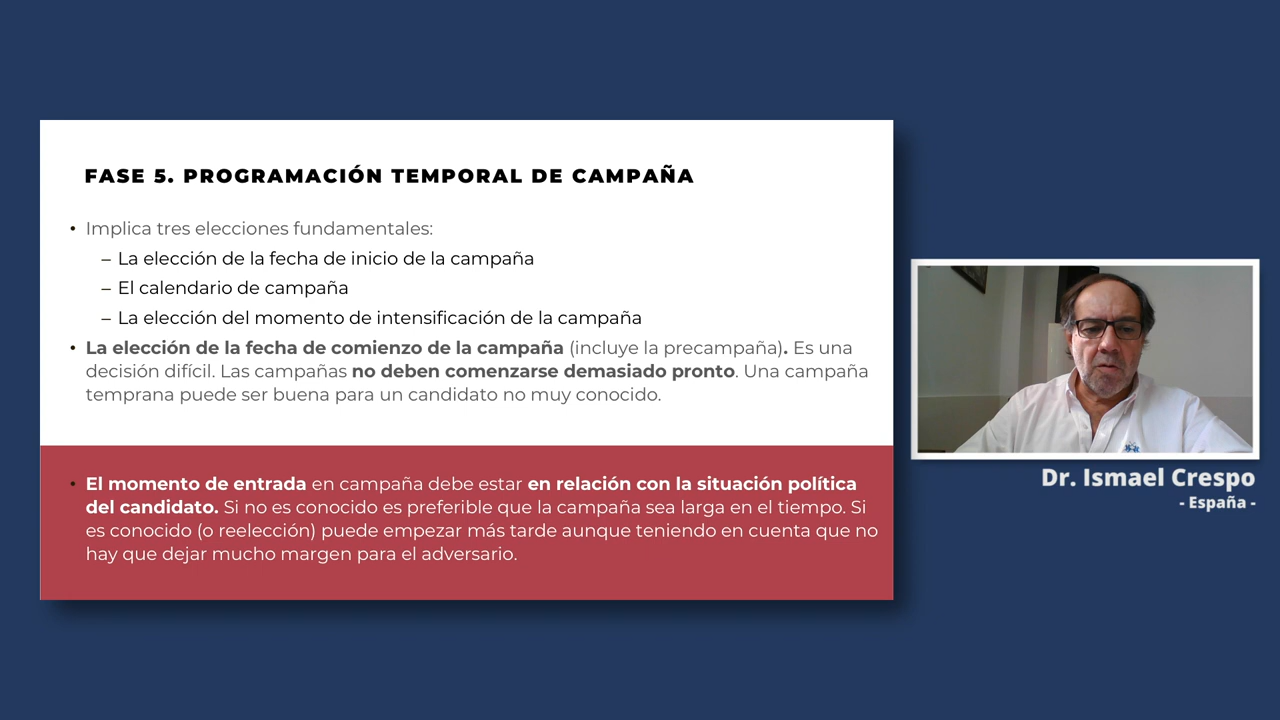 FASE 5. PROGRAMACIÓN TEMPORAL DE CAMPAÑA
• Implica tres elecciones fundamentales:
– La elección de la fecha de inicio de la campaña
– El calendario de campaña
– La elección del momento de intensificación de la campaña
• La elección de la fecha de comienzo de la campaña (incluye la precampaña). Es una
decisión difícil. Las campañas no deben comenzarse demasiado pronto. Una campaña
temprana puede ser buena para un candidato no muy conocido.
• El momento de entrada en campaña debe estar en relación con la situación política
del candidato. Si no es conocido es preferible que la campaña sea larga en el tiempo. Si
es conocido (o reelección) puede empezar más tarde aunque teniendo en cuenta que no
hay que dejar mucho margen para el adversario.
Dr. Ismael Crespo
- España -